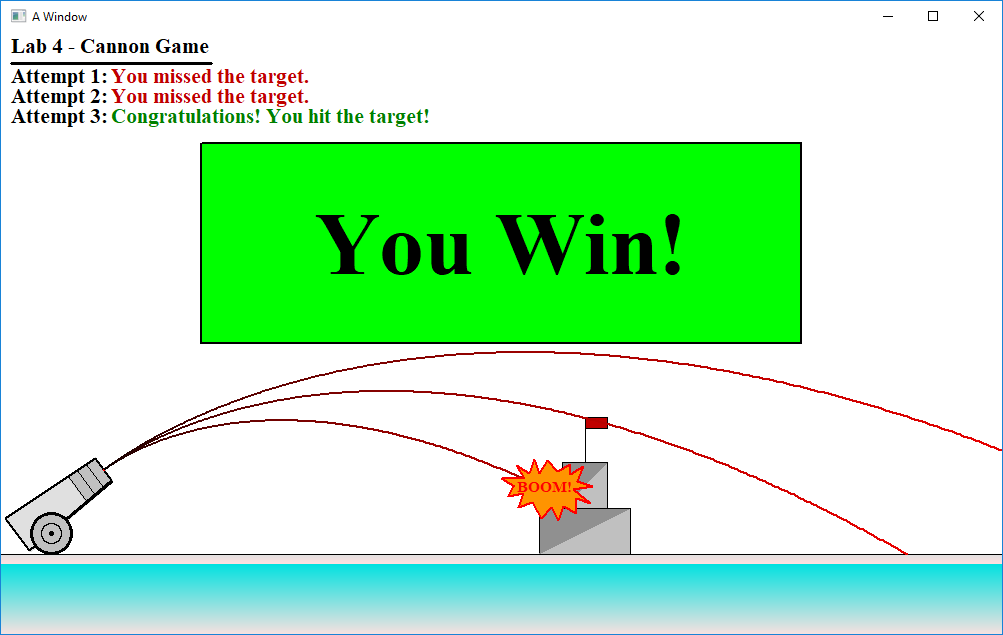 A Window
Lab 4 - Cannon Game
Attempt 1: You missed the target.
Attempt 2: You missed the target.
Attempt 3: Congratulations! You hit the target!
You Win!
BOOM!